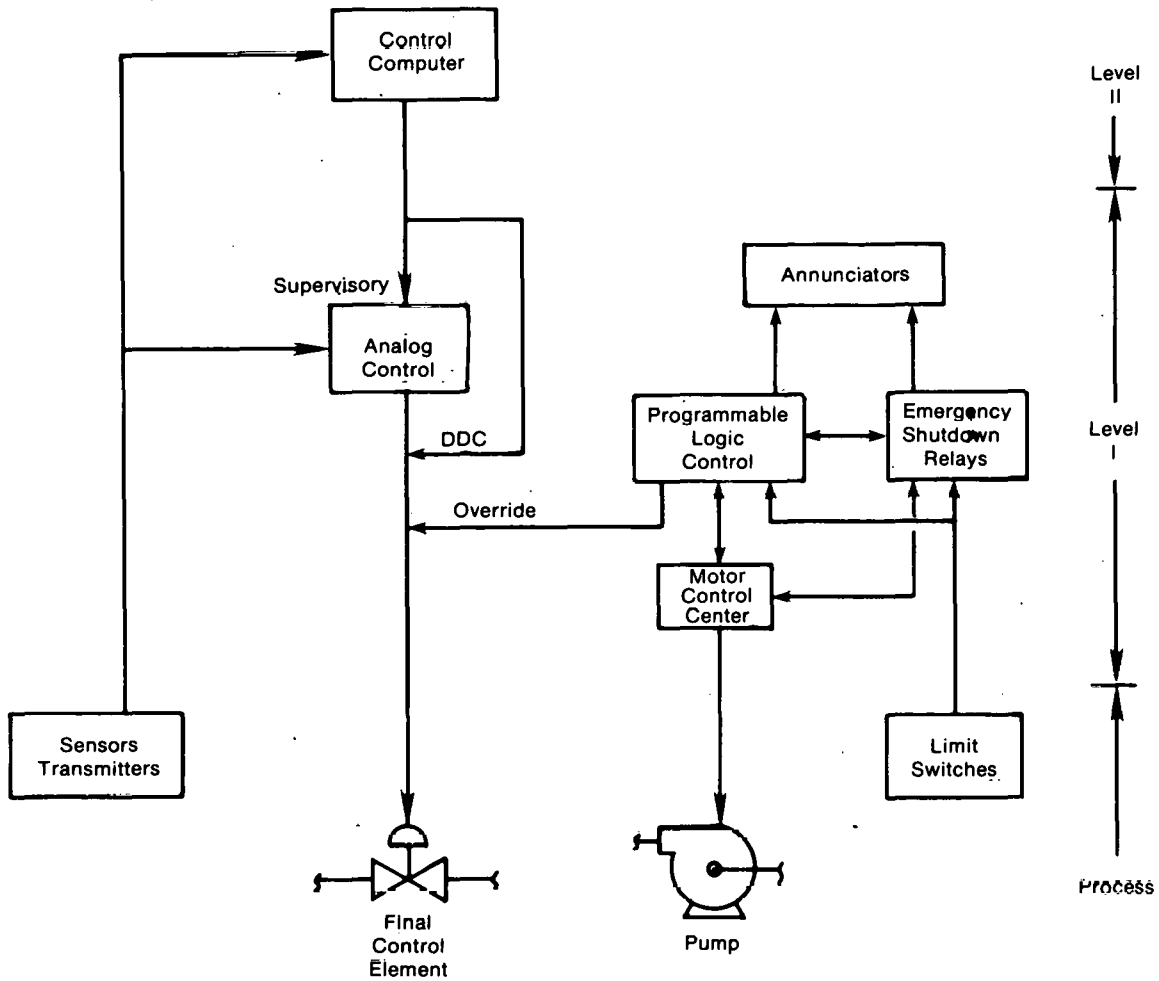 Control
Computer
Level
II
Supervisory
Annunciators
Analog
Control
Programmable
Logic
Control
Emergency
Shutdown
Relays
Level
I
DDC
Override
Motor
Control
Center
Sensors
Transmitters
Limit
Switches
Process
Final
Control
Element
Pump